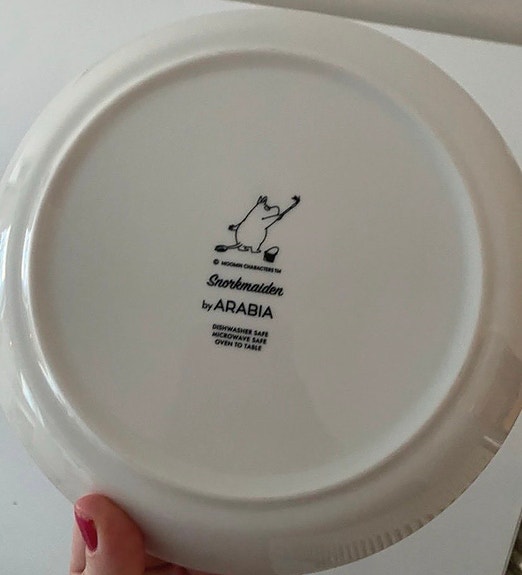 © MOOMIN CHARACTERS™
Snorkmaiden
by ARABIA
DISHWASHER SAFE
MICROWAVE SAFE
OVEN TO TABLE